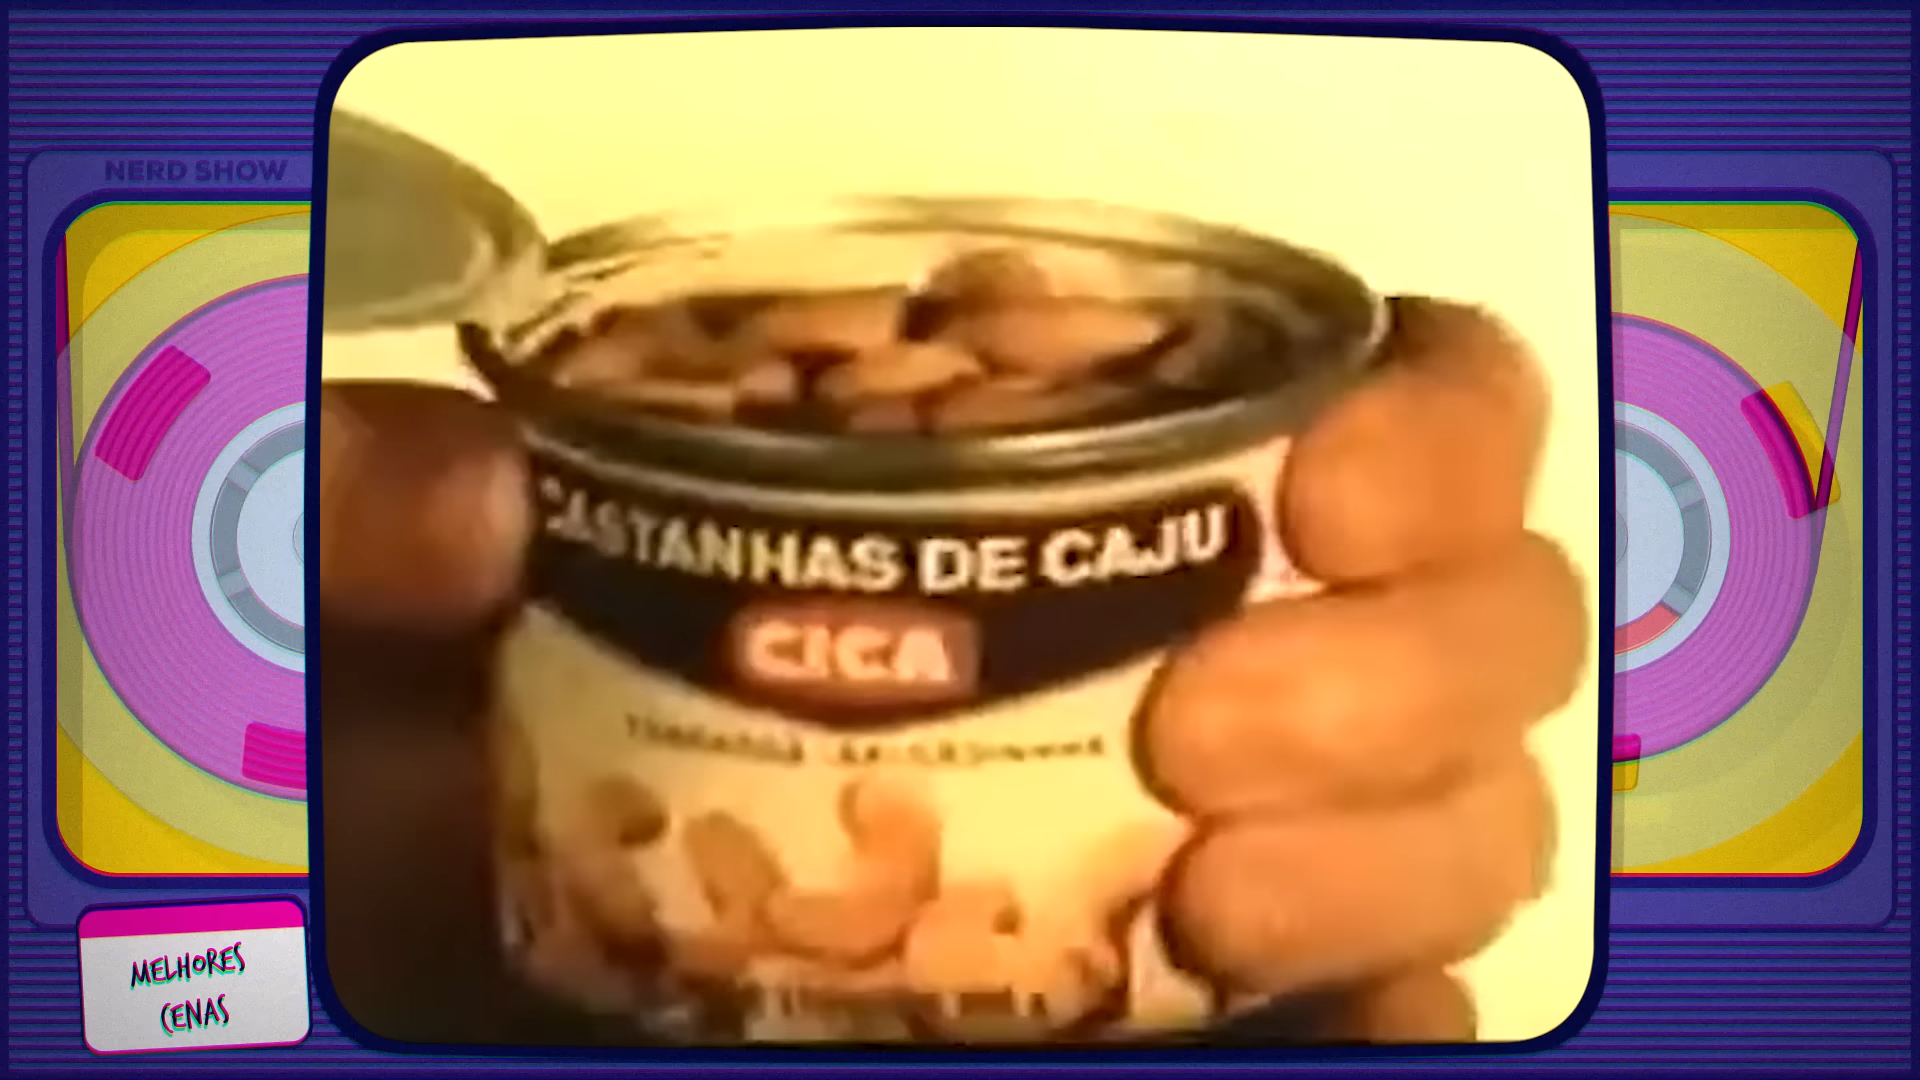 NERD SHOW
CASTANHAS DE CAJU
CICA
MELHORES
CENAS